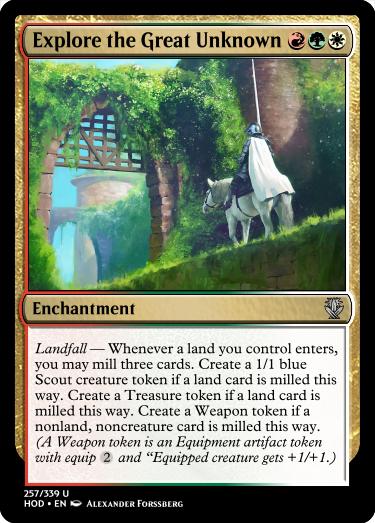 Explore the Great Unknown
Enchantment
Landfall — Whenever a land you control enters,
you may mill three cards. Create a 1/1 blue
Scout creature token if a land card is milled this
way. Create a Treasure token if a land card is
milled this way. Create a Weapon token if a
nonland, noncreature card is milled this way.
(A Weapon token is an Equipment artifact token
with equip 2 and “Equipped creature gets +1/+1.)
257/339 U
HOD • EN Alexander Forssberg